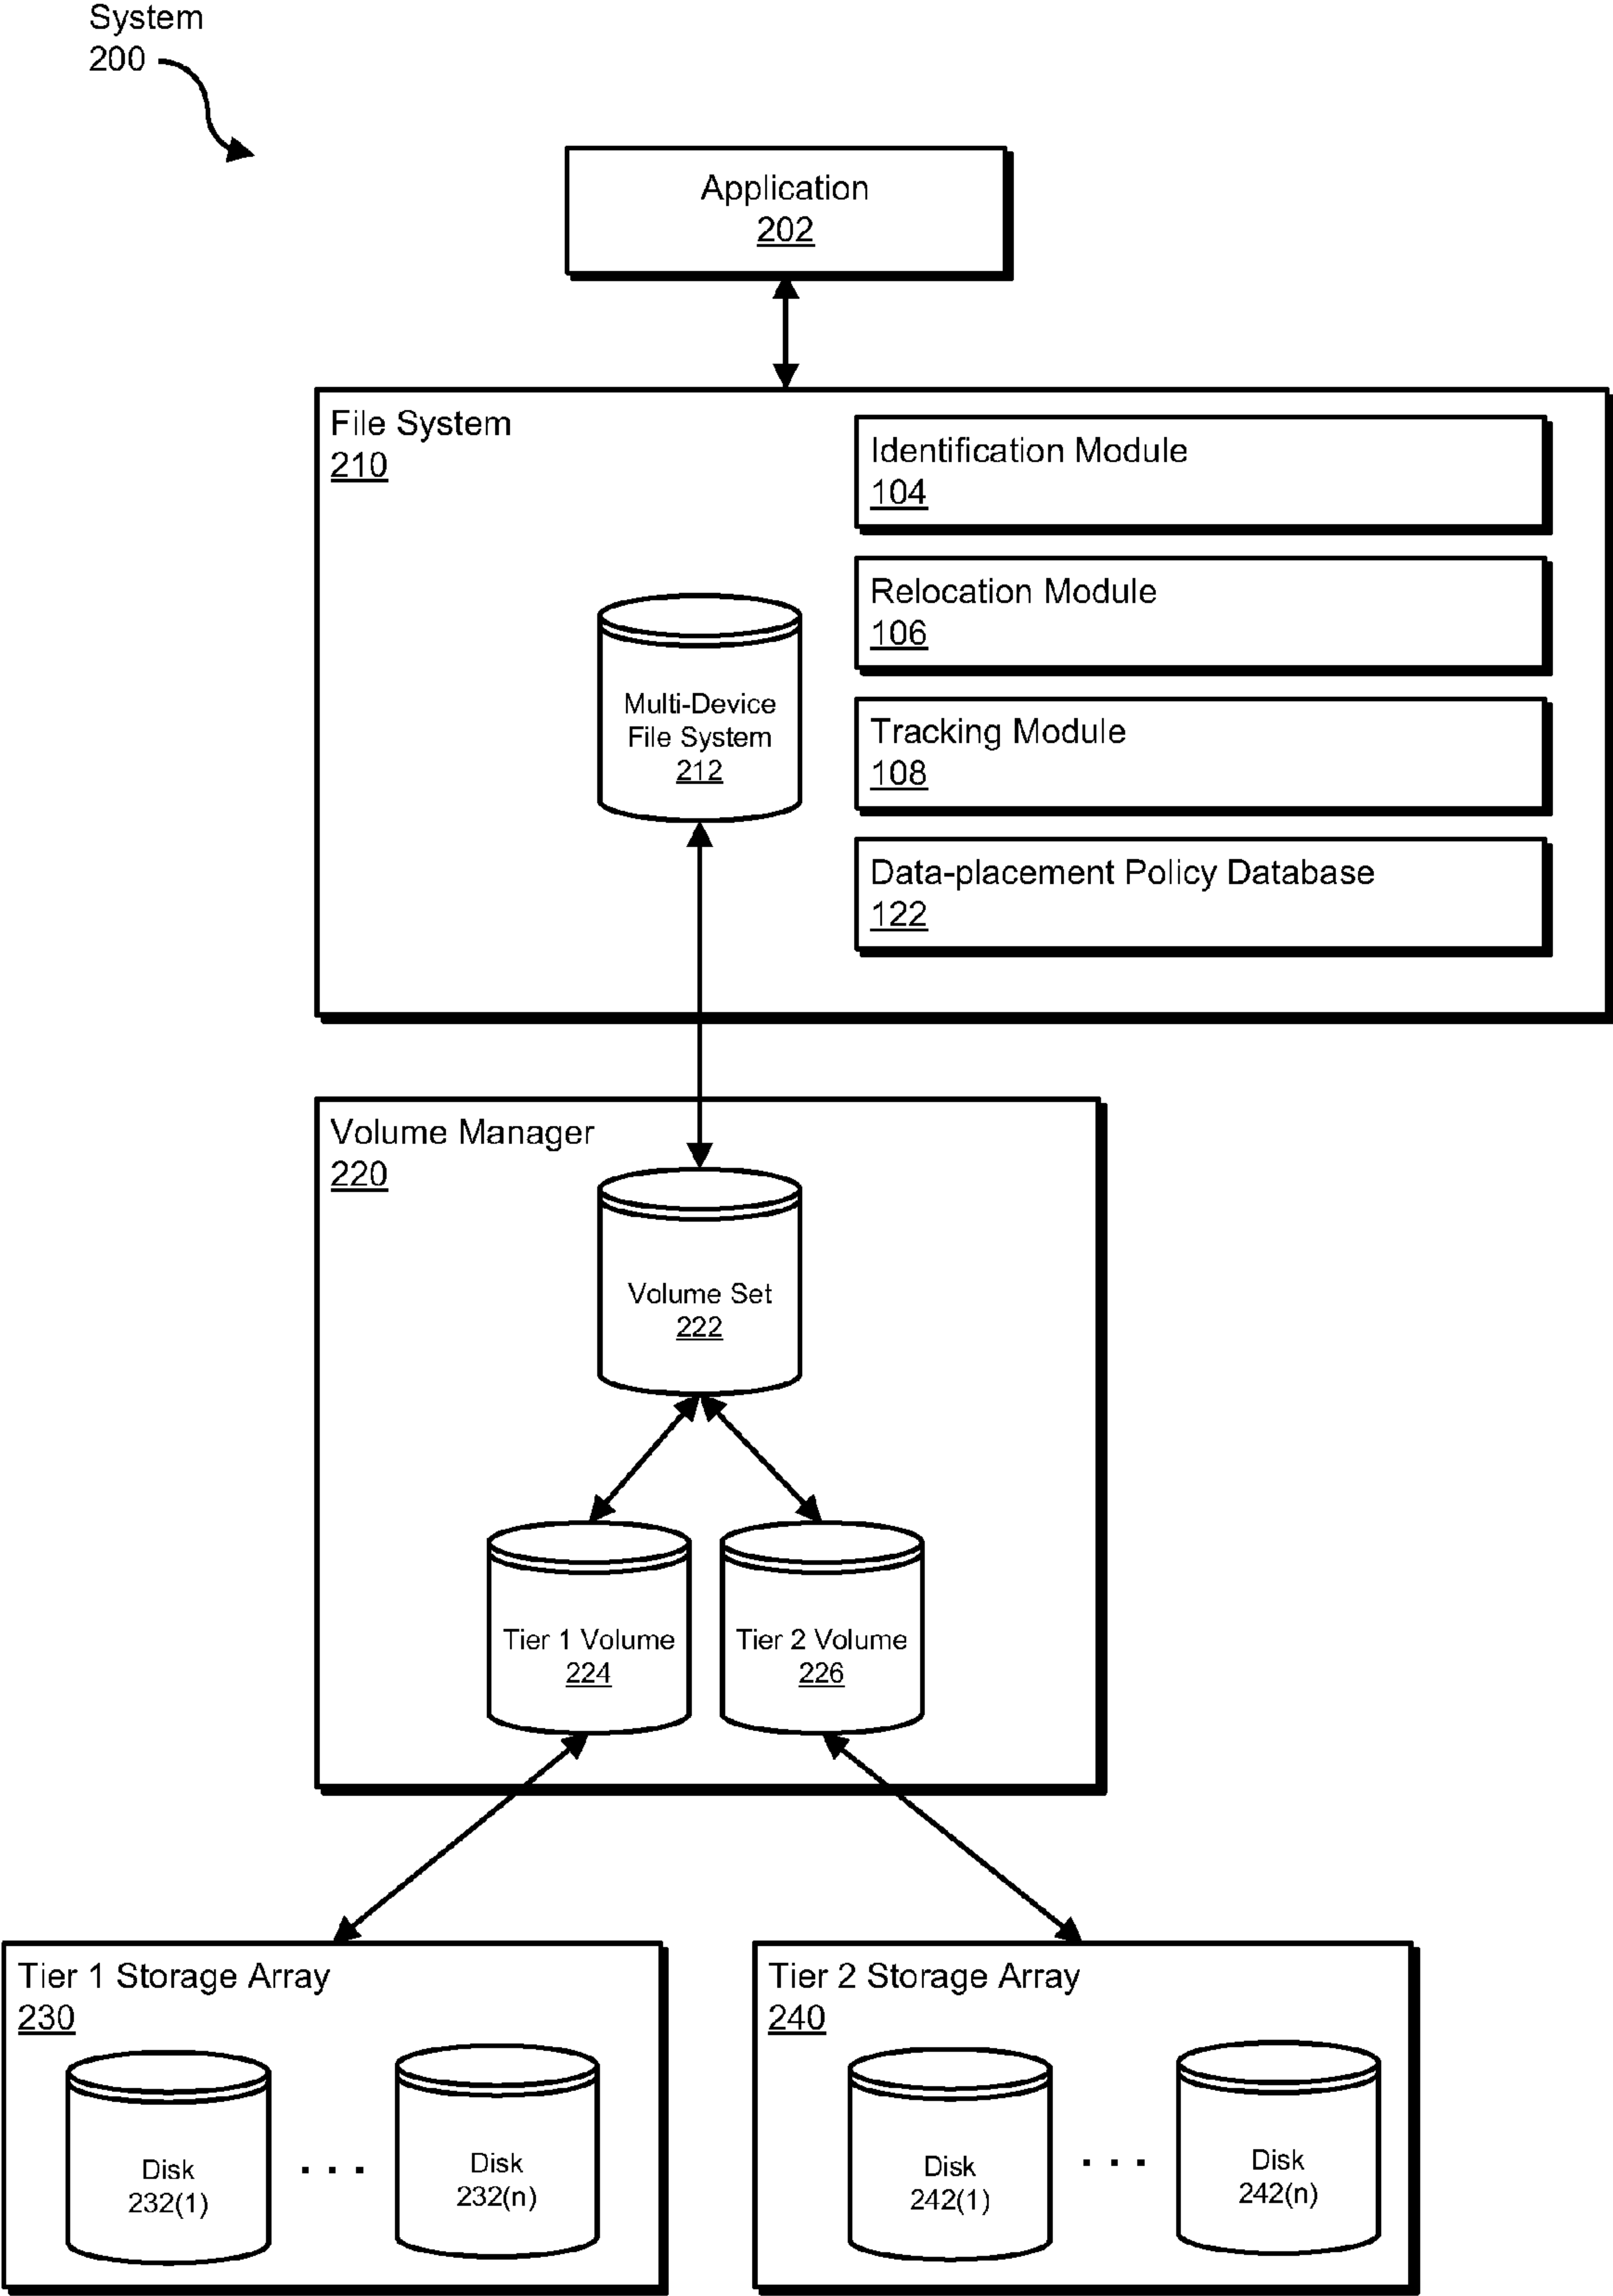 System
200
Application
202
File System
210
Identification Module
104
Relocation Module
106
Multi-Device
File System
212
Tracking Module
108
Data-placement Policy Database
122
Volume Manager
220
Volume Set
222
Tier 1 Volume
224
Tier 2 Volume
226
Tier 1 Storage Array
230
Disk
232(1)
. . .
Disk
232(n)
Tier 2 Storage Array
240
Disk
242(1)
. . .
Disk
242(n)